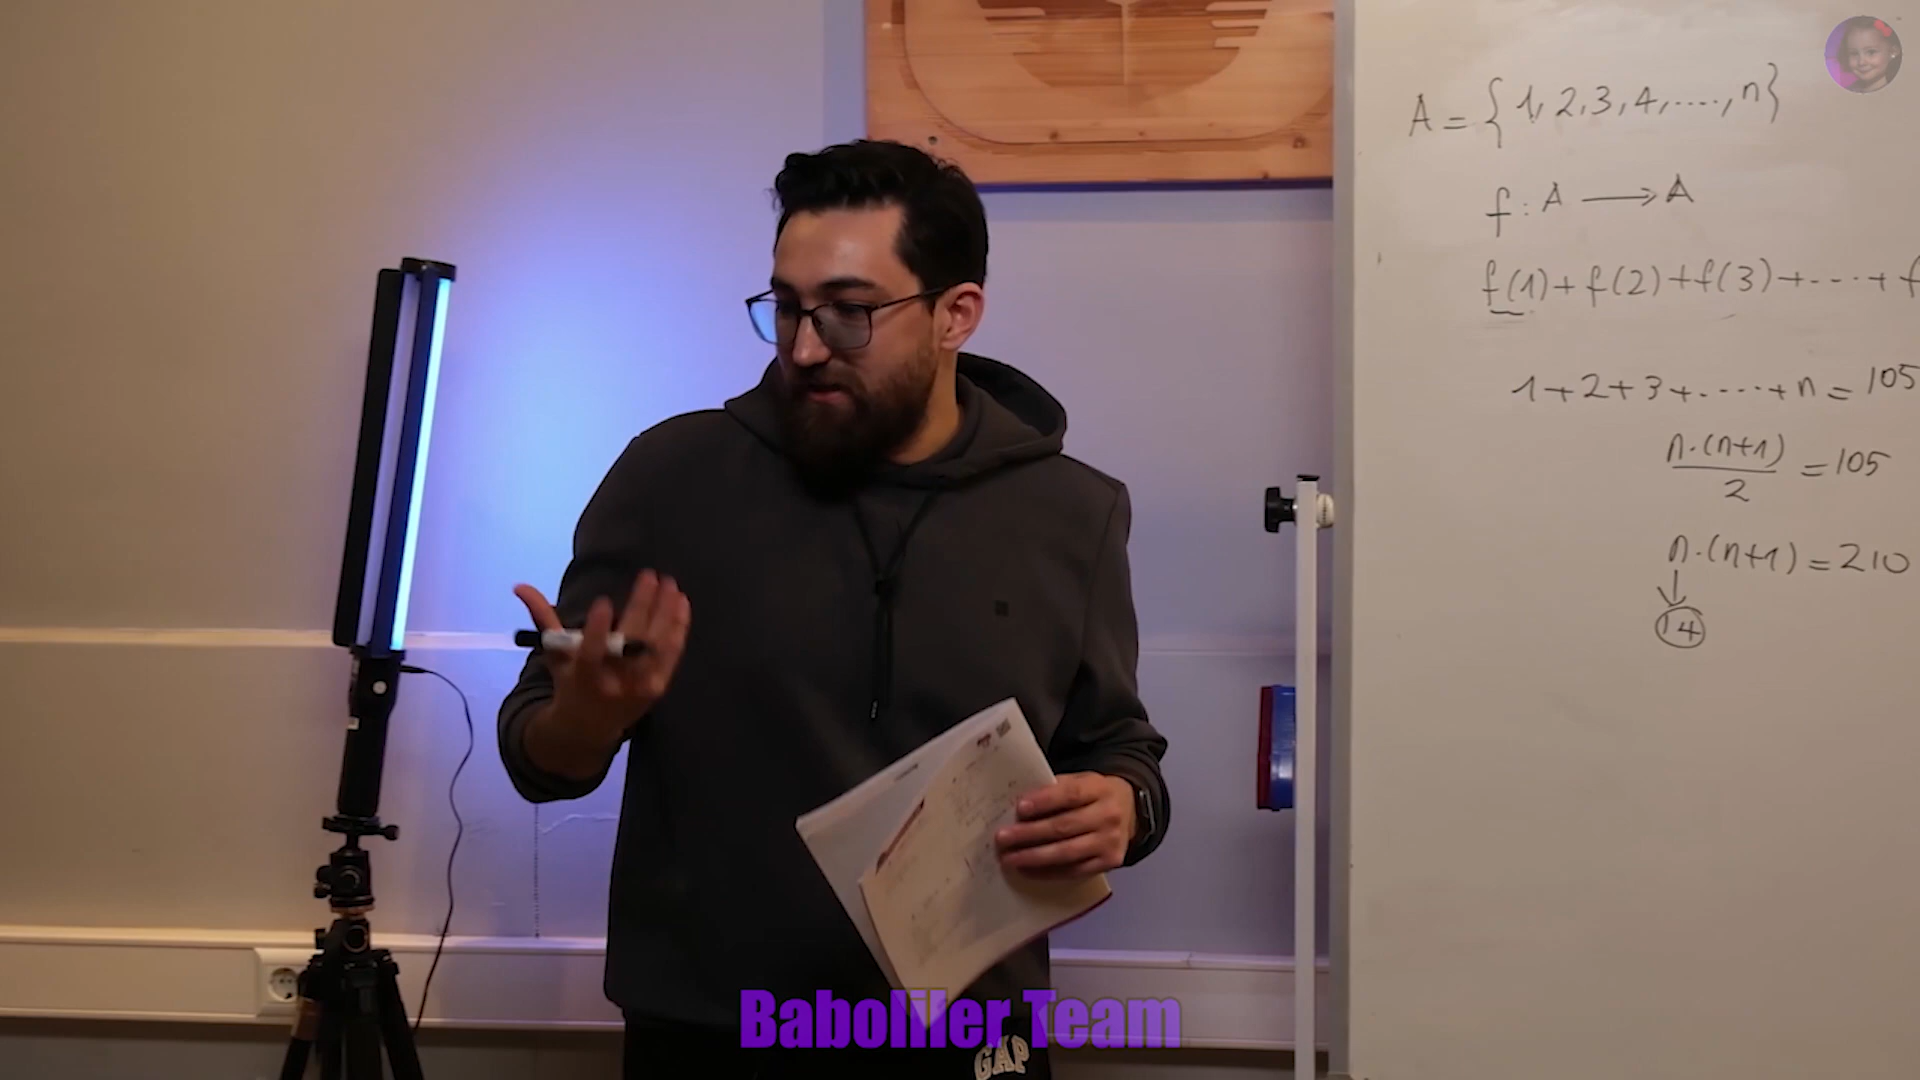 A = {1, 2, 3, 4, ....., n}
f : A ⟶ A
f(1) + f(2) + f(3) + - - - + f
1 + 2 + 3 + . - - - + n = 105
n.(n+1)
2
= 105
n.(n+1) = 210
14
Baboliler Team
GAP